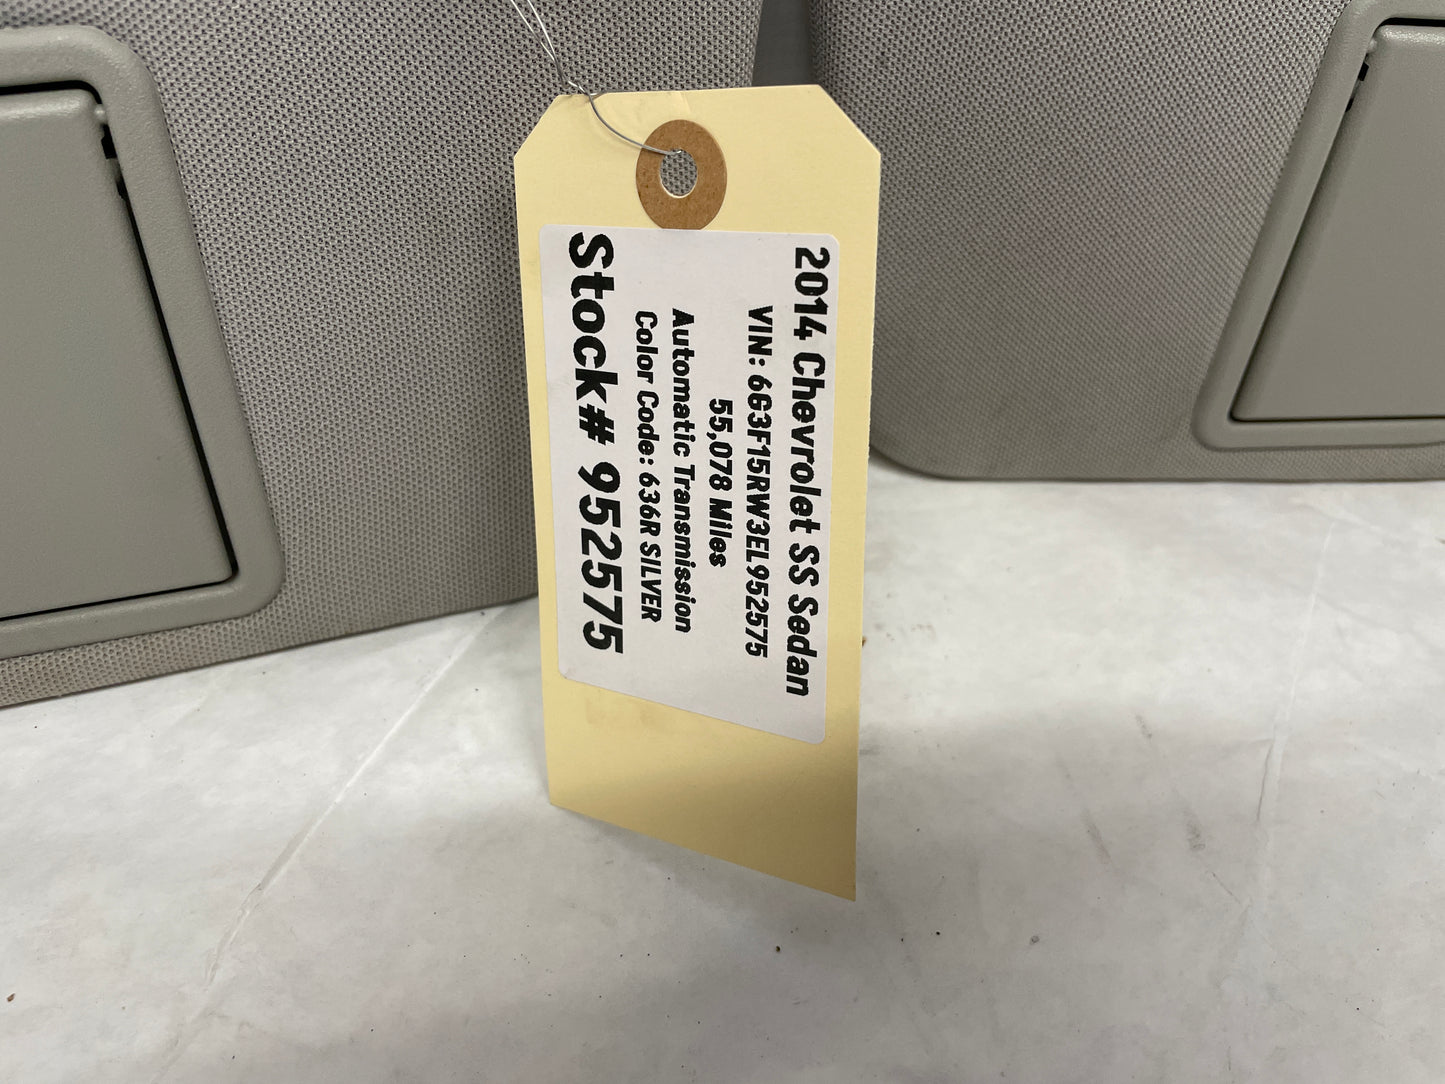 2014 Chevrolet SS Sedan
VIN: 6G3F15RW3EL952575
55,078 Miles
Automatic Transmission
Color Code: 636R SILVER
Stock# 952575